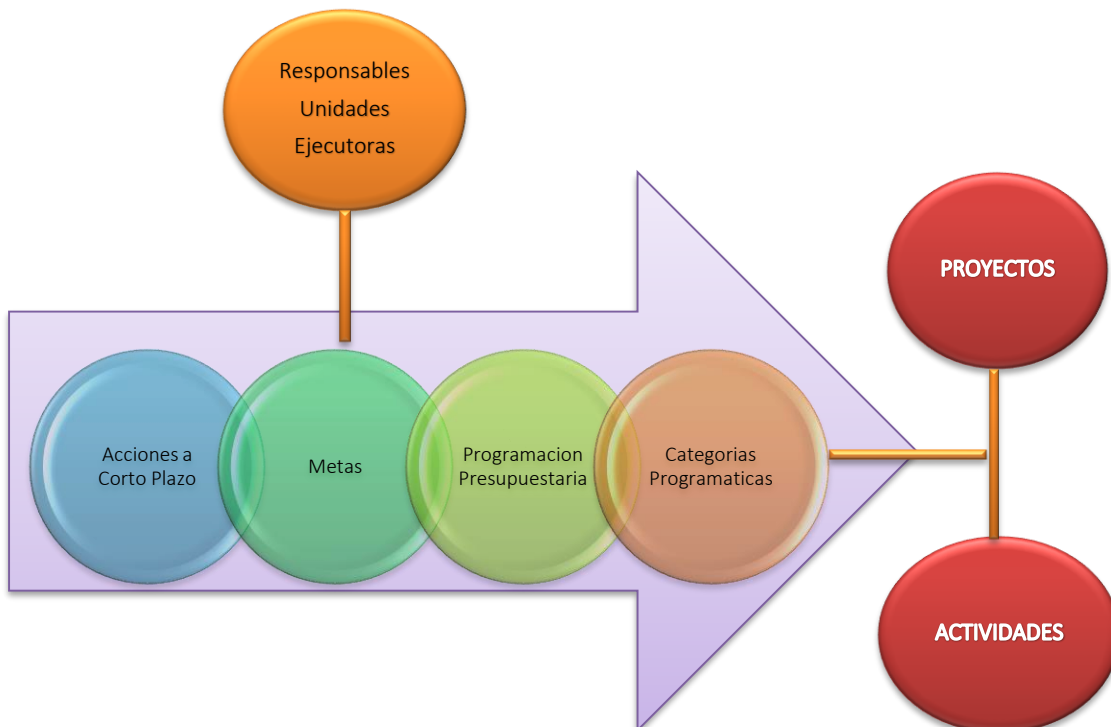 Responsables
Unidades
Ejecutoras
PROYECTOS
Acciones a
Corto Plazo
Metas
Programacion
Presupuestaria
Categorias
Programaticas
ACTIVIDADES